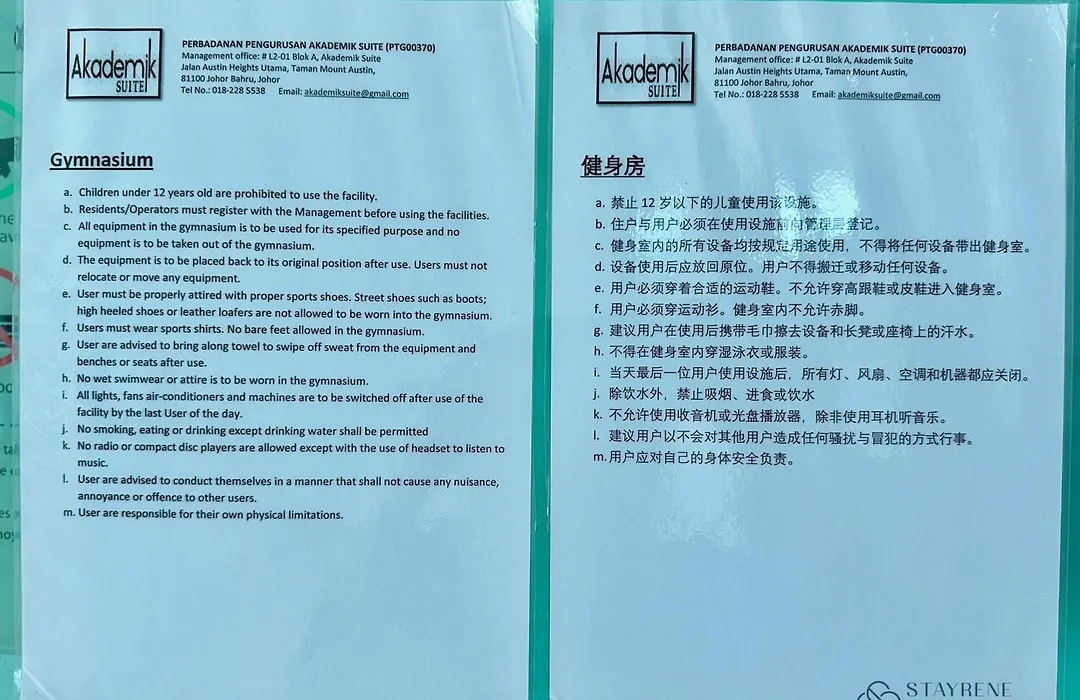 Akademik
SUITE
PERBADANAN PENGURUSAN AKADEMIK SUITE (PTG00370)
Management office: # L2-01 Blok A, Akademik Suite
Jalan Austin Heights Utama, Taman Mount Austin,
81100 Johor Bahru, Johor
Tel No.: 018-228 5538 Email: akademiksuite@gmail.com
Gymnasium
a. Children under 12 years old are prohibited to use the facility.
b. Residents/Operators must register with the Management before using the facilities.
c. All equipment in the gymnasium is to be used for its specified purpose and no
equipment is to be taken out of the gymnasium.
d. The equipment is to be placed back to its original position after use. Users must not
relocate or move any equipment.
e. User must be properly attired with proper sports shoes. Street shoes such as boots;
high heeled shoes or leather loafers are not allowed to be worn into the gymnasium.
f. Users must wear sports shirts. No bare feet allowed in the gymnasium.
g. User are advised to bring along towel to swipe off sweat from the equipment and
benches or seats after use.
h. No wet swimwear or attire is to be worn in the gymnasium.
i. All lights, fans air-conditioners and machines are to be switched off after use of the
facility by the last User of the day.
j. No smoking, eating or drinking except drinking water shall be permitted
k. No radio or compact disc players are allowed except with the use of headset to listen to
music.
l. User are advised to conduct themselves in a manner that shall not cause any nuisance,
annoyance or offence to other users.
m. User are responsible for their own physical limitations.
Akademik
SUITE
PERBADANAN PENGURUSAN AKADEMIK SUITE (PTG00370)
Management office: # L2-01 Blok A, Akademik Suite
Jalan Austin Heights Utama, Taman Mount Austin,
81100 Johor Bahru, Johor
Tel No.: 018-228 5538 Email: akademiksuite@gmail.com
健身房
a. 禁止 12 岁以下的儿童使用该设施。
b. 住户与用户必须在使用设施前向管理层登记。
c. 健身室内的所有设备均按规定用途使用，不得将任何设备带出健身室。
d. 设备使用后应放回原位。用户不得搬迁或移动任何设备。
e. 用户必须穿着合适的运动鞋。不允许穿高跟鞋或皮鞋进入健身室。
f. 用户必须穿运动衫。健身室内不允许赤脚。
g. 建议用户在使用后携带毛巾擦去设备和长凳或座椅上的汗水。
h. 不得在健身室内穿湿泳衣或服装。
i. 当天最后一位用户使用设施后，所有灯、风扇、空调和机器都应关闭。
j. 除饮水外，禁止吸烟、进食或饮水
k. 不允许使用收音机或光盘播放器，除非使用耳机听音乐。
l. 建议用户以不会对其他用户造成任何骚扰与冒犯的方式行事。
m. 用户应对自己的身体安全负责。
STAYRENE